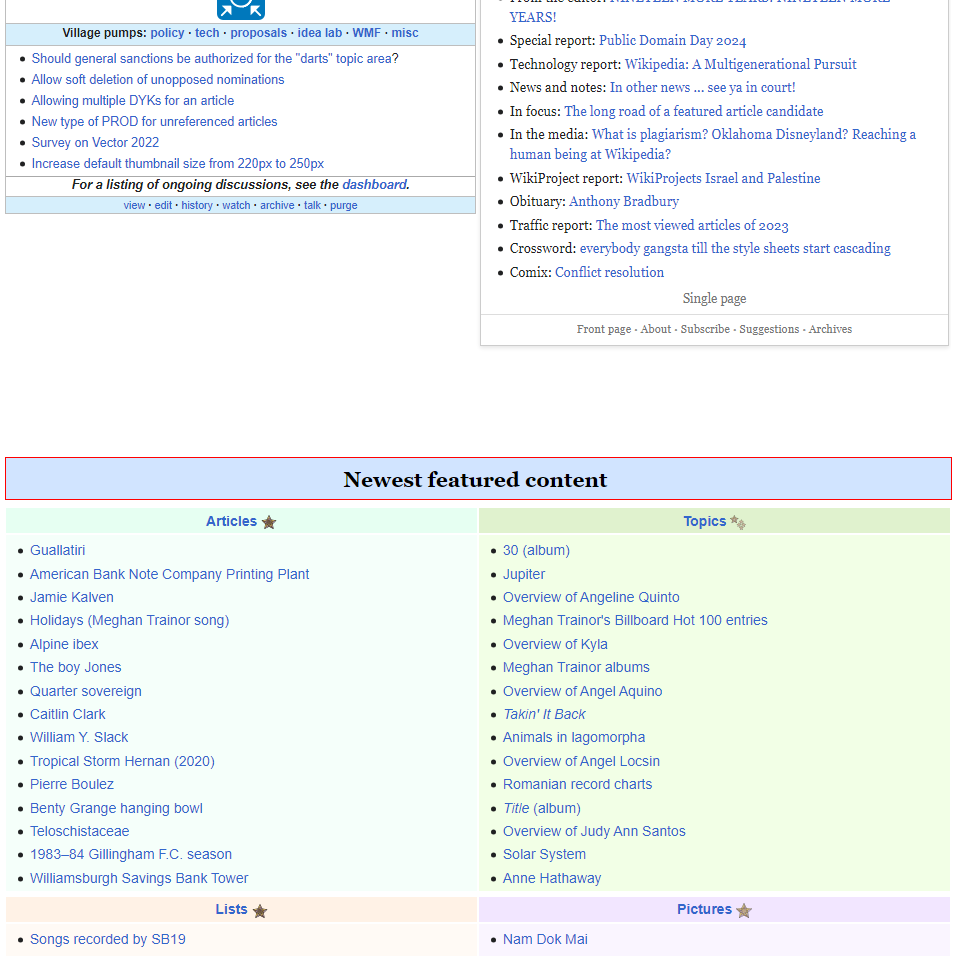 Village pumps: policy · tech · proposals · idea lab · WMF · misc
Should general sanctions be authorized for the "darts" topic area?
Allow soft deletion of unopposed nominations
Allowing multiple DYKs for an article
New type of PROD for unreferenced articles
Survey on Vector 2022
Increase default thumbnail size from 220px to 250px
For a listing of ongoing discussions, see the dashboard.
view · edit · history · watch · archive · talk · purge
From the editor: NINETEEN MORE YEARS! NINETEEN MORE
YEARS!
Special report: Public Domain Day 2024
Technology report: Wikipedia: A Multigenerational Pursuit
News and notes: In other news ... see ya in court!
In focus: The long road of a featured article candidate
In the media: What is plagiarism? Oklahoma Disneyland? Reaching a
human being at Wikipedia?
WikiProject report: WikiProjects Israel and Palestine
Obituary: Anthony Bradbury
Traffic report: The most viewed articles of 2023
Crossword: everybody gangsta till the style sheets start cascading
Comix: Conflict resolution
Single page
Front page · About · Subscribe · Suggestions · Archives
Newest featured content
Articles
Guallatiri
American Bank Note Company Printing Plant
Jamie Kalven
Holidays (Meghan Trainor song)
Alpine ibex
The boy Jones
Quarter sovereign
Caitlin Clark
William Y. Slack
Tropical Storm Hernan (2020)
Pierre Boulez
Benty Grange hanging bowl
Teloschistaceae
1983–84 Gillingham F.C. season
Williamsburgh Savings Bank Tower
Topics
30 (album)
Jupiter
Overview of Angeline Quinto
Meghan Trainor's Billboard Hot 100 entries
Overview of Kyla
Meghan Trainor albums
Overview of Angel Aquino
Takin' It Back
Animals in lagomorpha
Overview of Angel Locsin
Romanian record charts
Title (album)
Overview of Judy Ann Santos
Solar System
Anne Hathaway
Lists
Songs recorded by SB19
Pictures
Nam Dok Mai